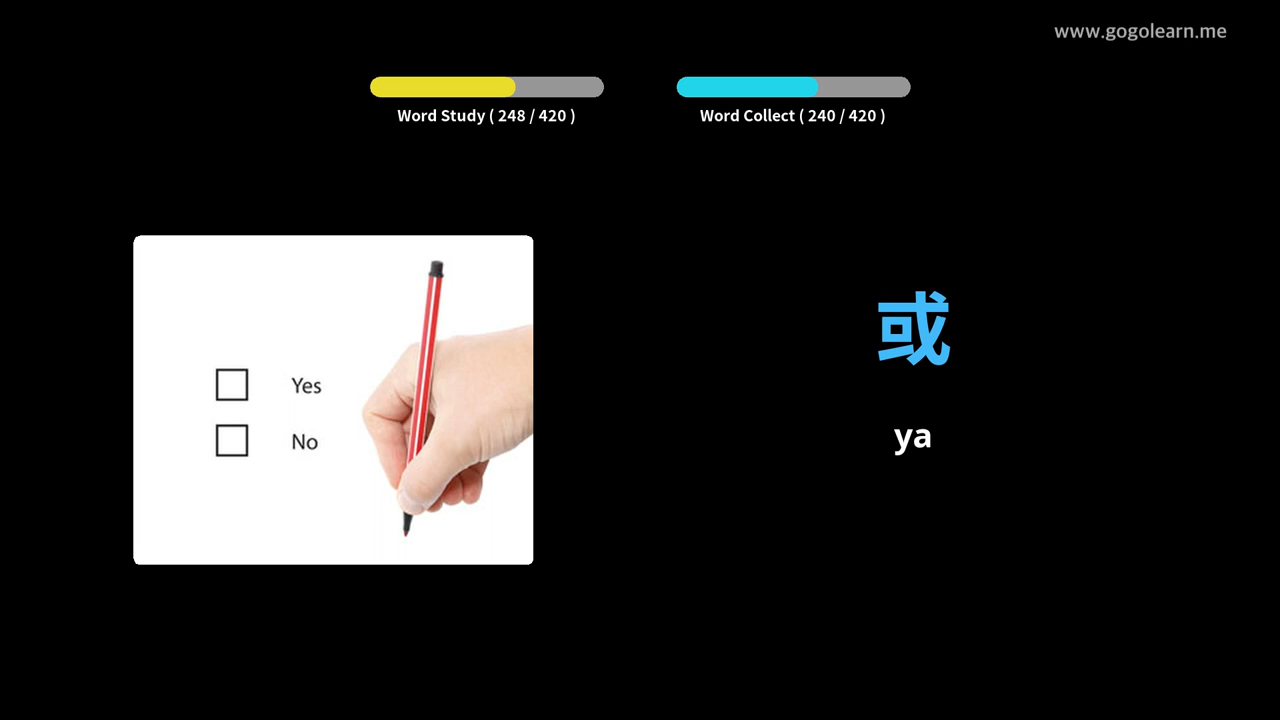 www.gogolearn.me
Word Study ( 248 / 420 )
Word Collect ( 240 / 420 )
Yes
No
或
ya